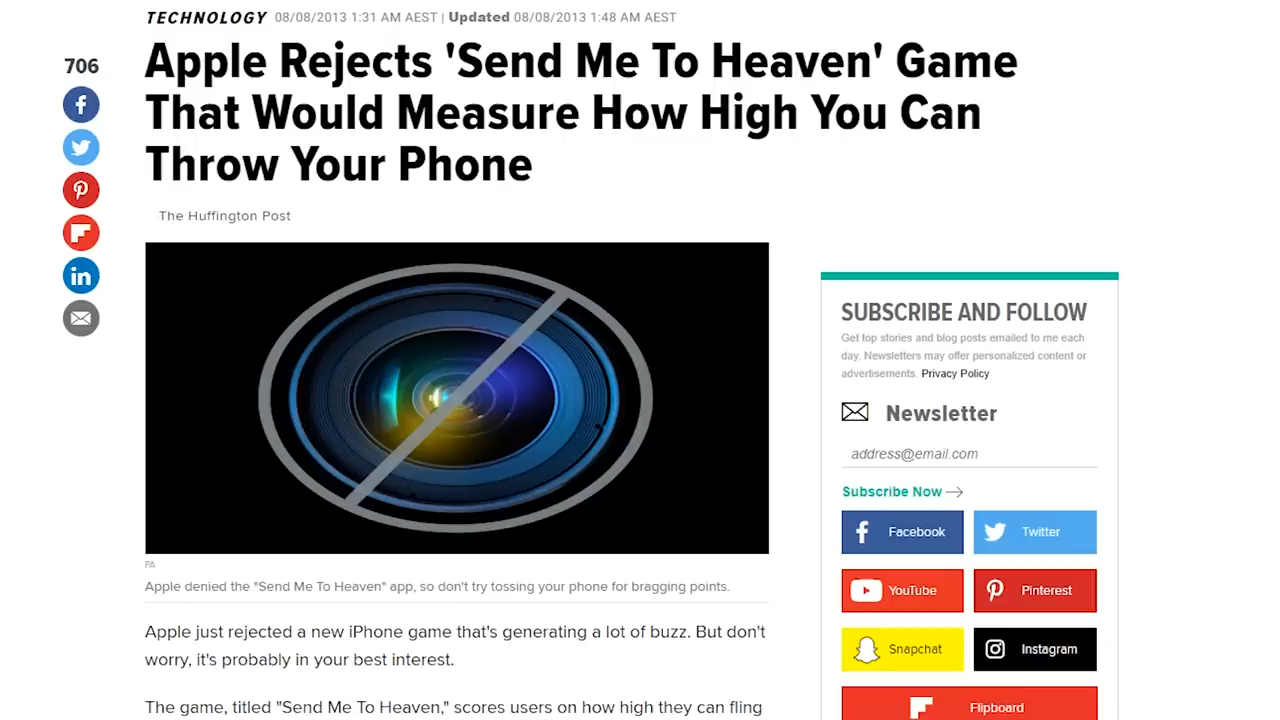 TECHNOLOGY 08/08/2013 1:31 AM AEST | Updated 08/08/2013 1:48 AM AEST
706
Apple Rejects 'Send Me To Heaven' Game
That Would Measure How High You Can
Throw Your Phone
The Huffington Post
PA
Apple denied the "Send Me To Heaven" app, so don't try tossing your phone for bragging points.
Apple just rejected a new iPhone game that's generating a lot of buzz. But don't
worry, it's probably in your best interest.
The game, titled "Send Me To Heaven," scores users on how high they can fling
SUBSCRIBE AND FOLLOW
Get top stories and blog posts emailed to me each
day. Newsletters may offer personalized content or
advertisements. Privacy Policy
Newsletter
address@email.com
Subscribe Now
Facebook
Twitter
YouTube
Pinterest
Snapchat
Instagram
Flipboard